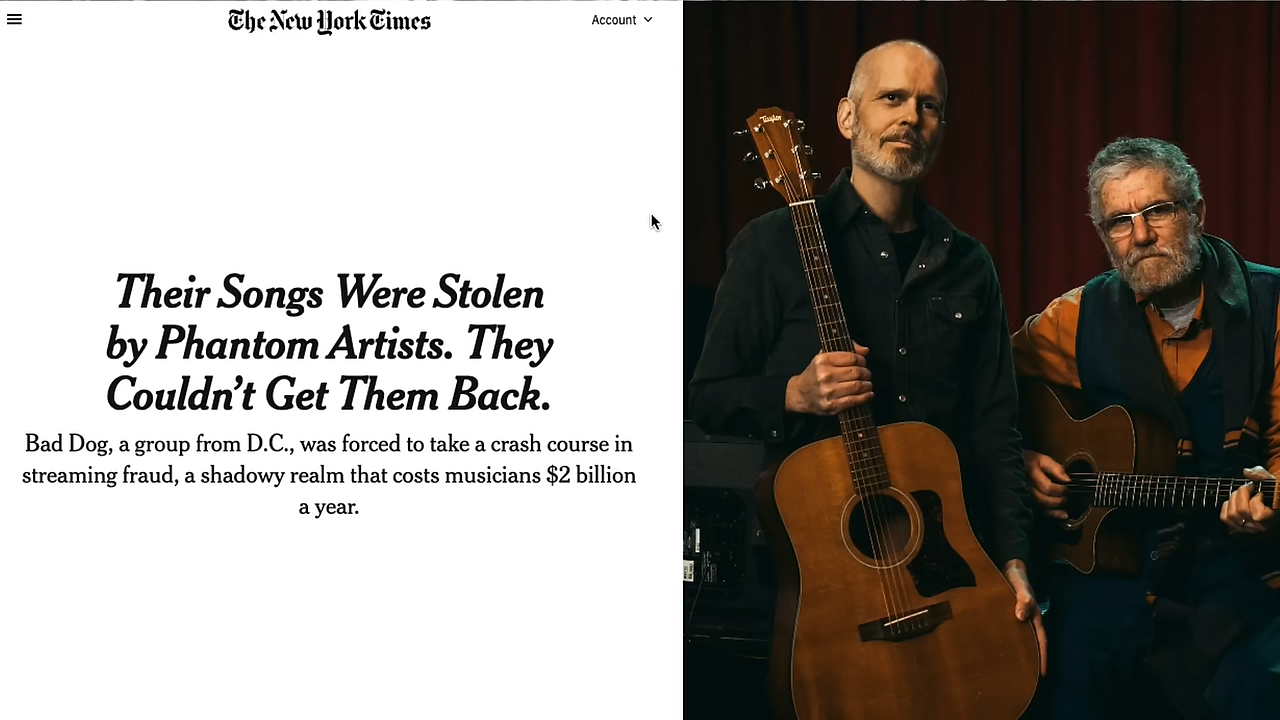 The New York Times
Account
Taylor
Their Songs Were Stolen
by Phantom Artists. They
Couldn't Get Them Back.
Bad Dog, a group from D.C., was forced to take a crash course in
streaming fraud, a shadowy realm that costs musicians $2 billion
a year.